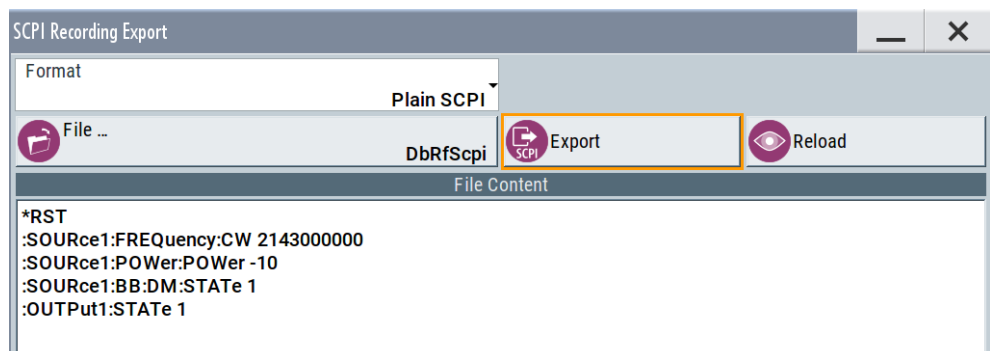 SCPI Recording Export
Format
Plain SCPI
File ...
DbRfScpi
SCPI
Export
Reload
File Content
*RST
:SOURce1:FREQuency:CW 2143000000
:SOURce1:POWer:POWer -10
:SOURce1:BB:DM:STATe 1
:OUTPut1:STATe 1